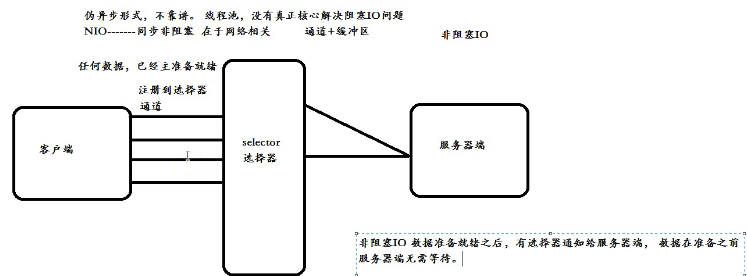 伪异步形式，不靠谱。 线程池，没有真正核心解决阻塞IO问题
NIO-------同步非阻塞 在于网络相关 通道+缓冲区 非阻塞IO
任何数据，已经主准备就绪
注册到选择器
通道
客户端
selector
选择器
服务器端
非阻塞IO 数据准备就绪之后，有选择器通知给服务器端， 数据在准备之前
服务器端无需等待。